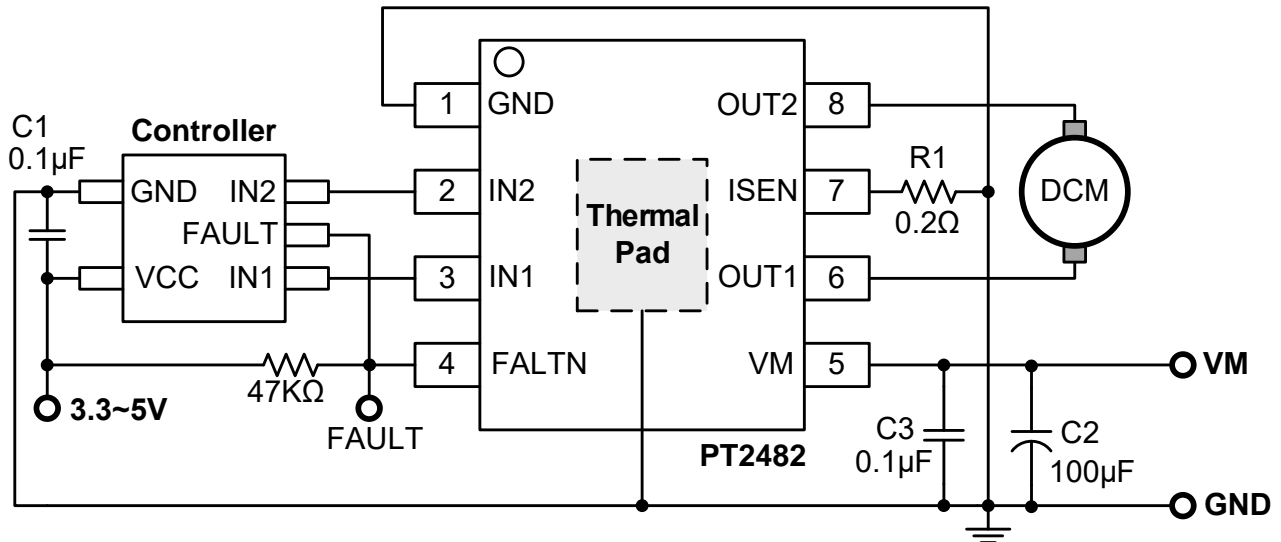 C1
0.1µF
Controller
GND
IN2
FAULT
VCC
IN1
47KΩ
3.3~5V
FAULT
1
GND
2
IN2
3
IN1
4
FALTN
Thermal
Pad
OUT2
8
ISEN
7
OUT1
6
VM
5
PT2482
R1
0.2Ω
DCM
VM
C3
0.1µF
C2
100µF
GND